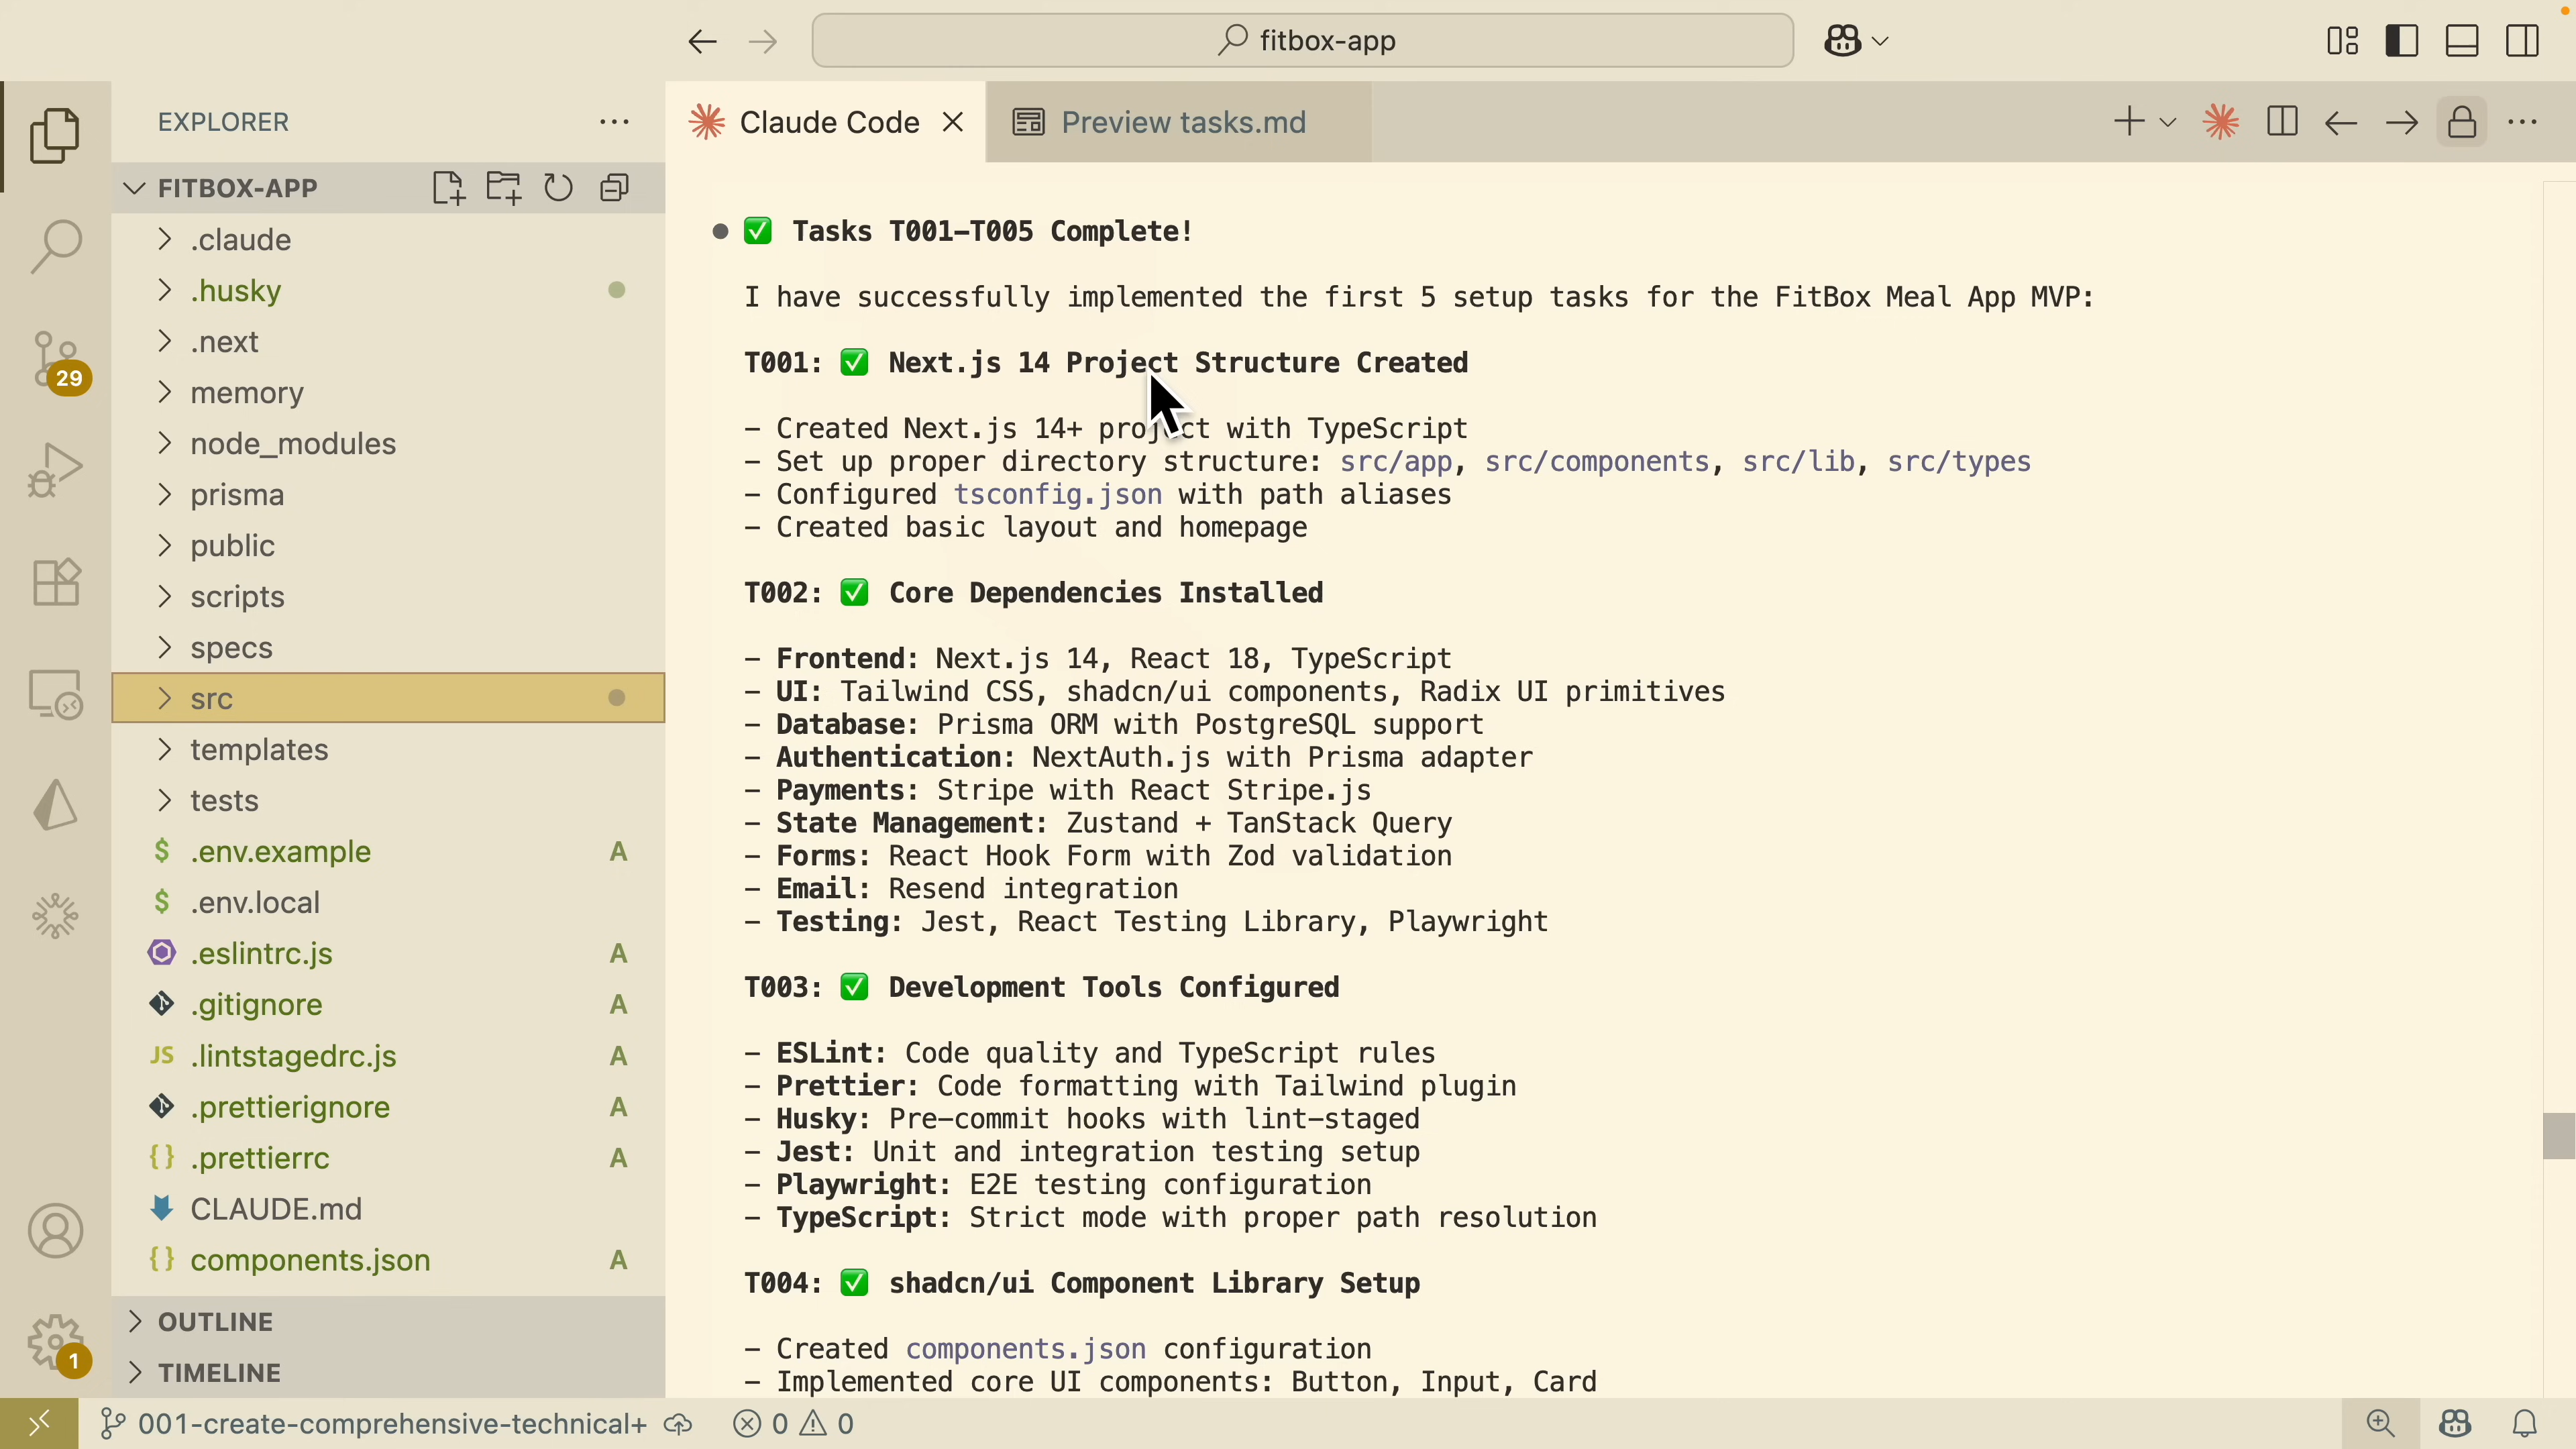 fitbox-app
EXPLORER
Claude Code
Preview tasks.md
FITBOX-APP
.claude
.husky
.next
memory
node_modules
prisma
public
scripts
specs
src
templates
tests
$ .env.example A
$ .env.local
.eslintrc.js A
.gitignore A
JS .lintstagedrc.js A
.prettierignore A
{} .prettierrc A
CLAUDE.md
{} components.json A
OUTLINE
TIMELINE
29
1
✅ Tasks T001–T005 Complete!
I have successfully implemented the first 5 setup tasks for the FitBox Meal App MVP:
T001: ✅ Next.js 14 Project Structure Created
– Created Next.js 14+ project with TypeScript
– Set up proper directory structure: src/app, src/components, src/lib, src/types
– Configured tsconfig.json with path aliases
– Created basic layout and homepage
T002: ✅ Core Dependencies Installed
– Frontend: Next.js 14, React 18, TypeScript
– UI: Tailwind CSS, shadcn/ui components, Radix UI primitives
– Database: Prisma ORM with PostgreSQL support
– Authentication: NextAuth.js with Prisma adapter
– Payments: Stripe with React Stripe.js
– State Management: Zustand + TanStack Query
– Forms: React Hook Form with Zod validation
– Email: Resend integration
– Testing: Jest, React Testing Library, Playwright
T003: ✅ Development Tools Configured
– ESLint: Code quality and TypeScript rules
– Prettier: Code formatting with Tailwind plugin
– Husky: Pre–commit hooks with lint–staged
– Jest: Unit and integration testing setup
– Playwright: E2E testing configuration
– TypeScript: Strict mode with proper path resolution
T004: ✅ shadcn/ui Component Library Setup
– Created components.json configuration
– Implemented core UI components: Button, Input, Card
001-create-comprehensive-technical+
0
0